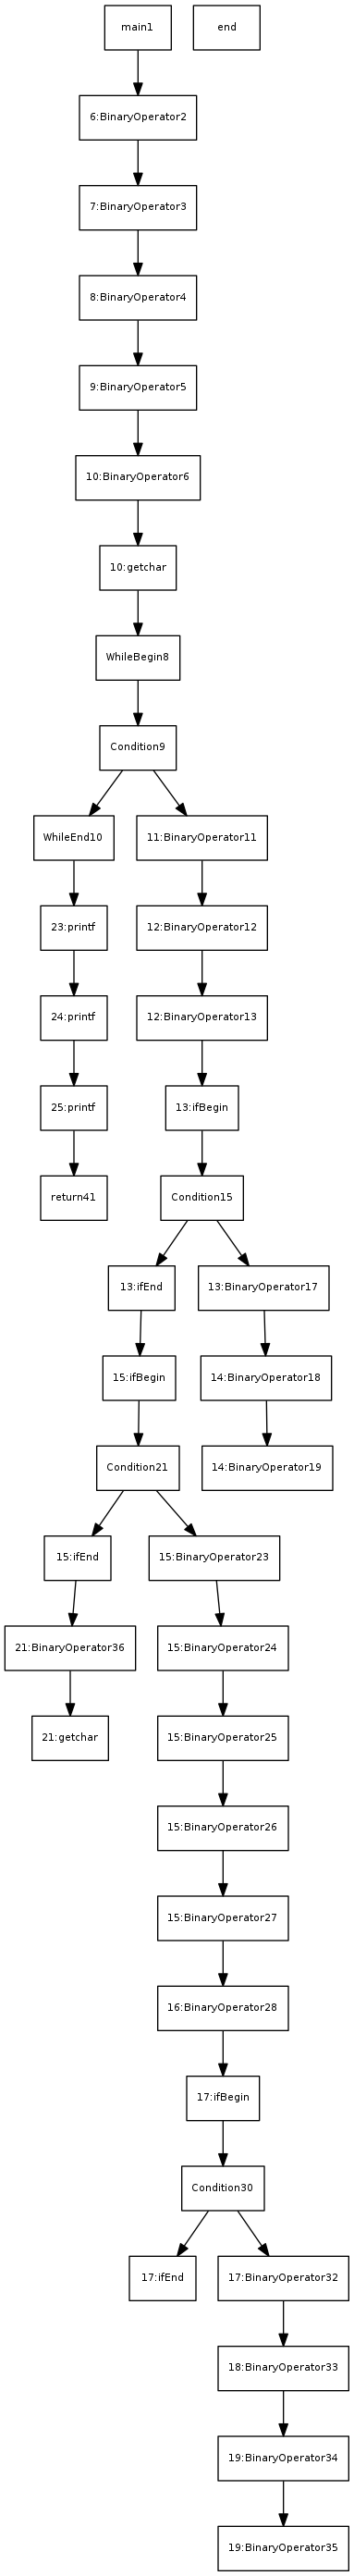 main1
end
6:BinaryOperator2
7:BinaryOperator3
8:BinaryOperator4
9:BinaryOperator5
10:BinaryOperator6
10:getchar
WhileBegin8
Condition9
WhileEnd10
11:BinaryOperator11
23:printf
12:BinaryOperator12
24:printf
12:BinaryOperator13
25:printf
13:ifBegin
return41
Condition15
13:ifEnd
13:BinaryOperator17
15:ifBegin
14:BinaryOperator18
Condition21
14:BinaryOperator19
15:ifEnd
15:BinaryOperator23
21:BinaryOperator36
15:BinaryOperator24
21:getchar
15:BinaryOperator25
15:BinaryOperator26
15:BinaryOperator27
16:BinaryOperator28
17:ifBegin
Condition30
17:ifEnd
17:BinaryOperator32
18:BinaryOperator33
19:BinaryOperator34
19:BinaryOperator35